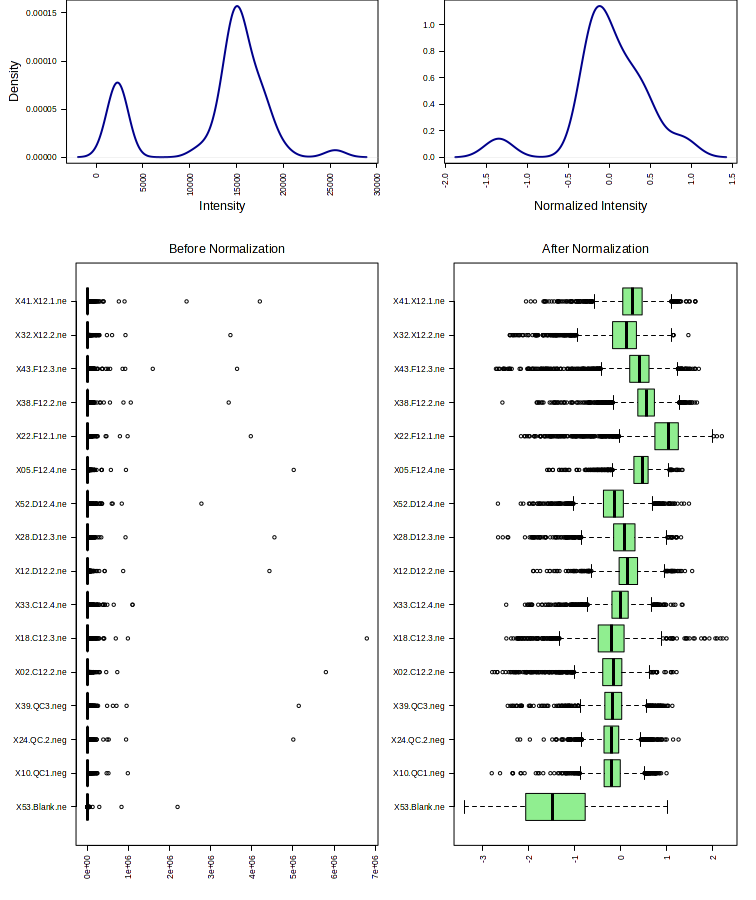 0.00015
0.00010
0.00005
0.00000
Density
0
5000
10000
15000
20000
25000
30000
Intensity
1.0
0.8
0.6
0.4
0.2
0.0
-2.0
-1.5
-1.0
-0.5
0.0
0.5
1.0
1.5
Normalized Intensity
Before Normalization
X41.X12.1.ne
X32.X12.2.ne
X43.F12.3.ne
X38.F12.2.ne
X22.F12.1.ne
X05.F12.4.ne
X52.D12.4.ne
X28.D12.3.ne
X12.D12.2.ne
X33.C12.4.ne
X18.C12.3.ne
X02.C12.2.ne
X39.QC3.neg
X24.QC.2.neg
X10.QC1.neg
X53.Blank.ne
0e+00
1e+06
2e+06
3e+06
4e+06
5e+06
6e+06
7e+06
After Normalization
X41.X12.1.ne
X32.X12.2.ne
X43.F12.3.ne
X38.F12.2.ne
X22.F12.1.ne
X05.F12.4.ne
X52.D12.4.ne
X28.D12.3.ne
X12.D12.2.ne
X33.C12.4.ne
X18.C12.3.ne
X02.C12.2.ne
X39.QC3.neg
X24.QC.2.neg
X10.QC1.neg
X53.Blank.ne
-3
-2
-1
0
1
2